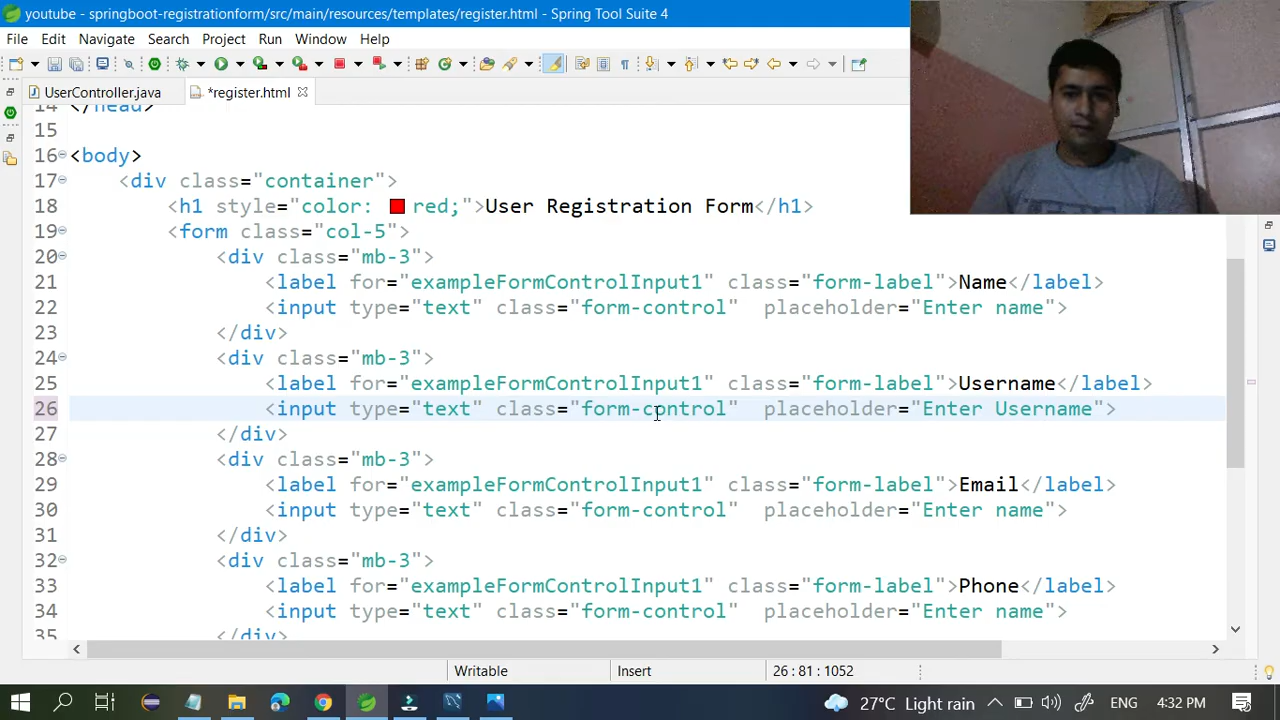 youtube - springboot-registrationform/src/main/resources/templates/register.html - Spring Tool Suite 4
File Edit Navigate Search Project Run Window Help
UserController.java *register.html
14 </head>
15
16 <body>
17 <div class="container">
18 <h1 style="color: red;">User Registration Form</h1>
19 <form class="col-5">
20 <div class="mb-3">
21 <label for="exampleFormControlInput1" class="form-label">Name</label>
22 <input type="text" class="form-control" placeholder="Enter name">
23 </div>
24 <div class="mb-3">
25 <label for="exampleFormControlInput1" class="form-label">Username</label>
26 <input type="text" class="form-control" placeholder="Enter Username">
27 </div>
28 <div class="mb-3">
29 <label for="exampleFormControlInput1" class="form-label">Email</label>
30 <input type="text" class="form-control" placeholder="Enter name">
31 </div>
32 <div class="mb-3">
33 <label for="exampleFormControlInput1" class="form-label">Phone</label>
34 <input type="text" class="form-control" placeholder="Enter name">
35 </div>
Writable Insert 26 : 81 : 1052
27°C Light rain ENG 4:32 PM